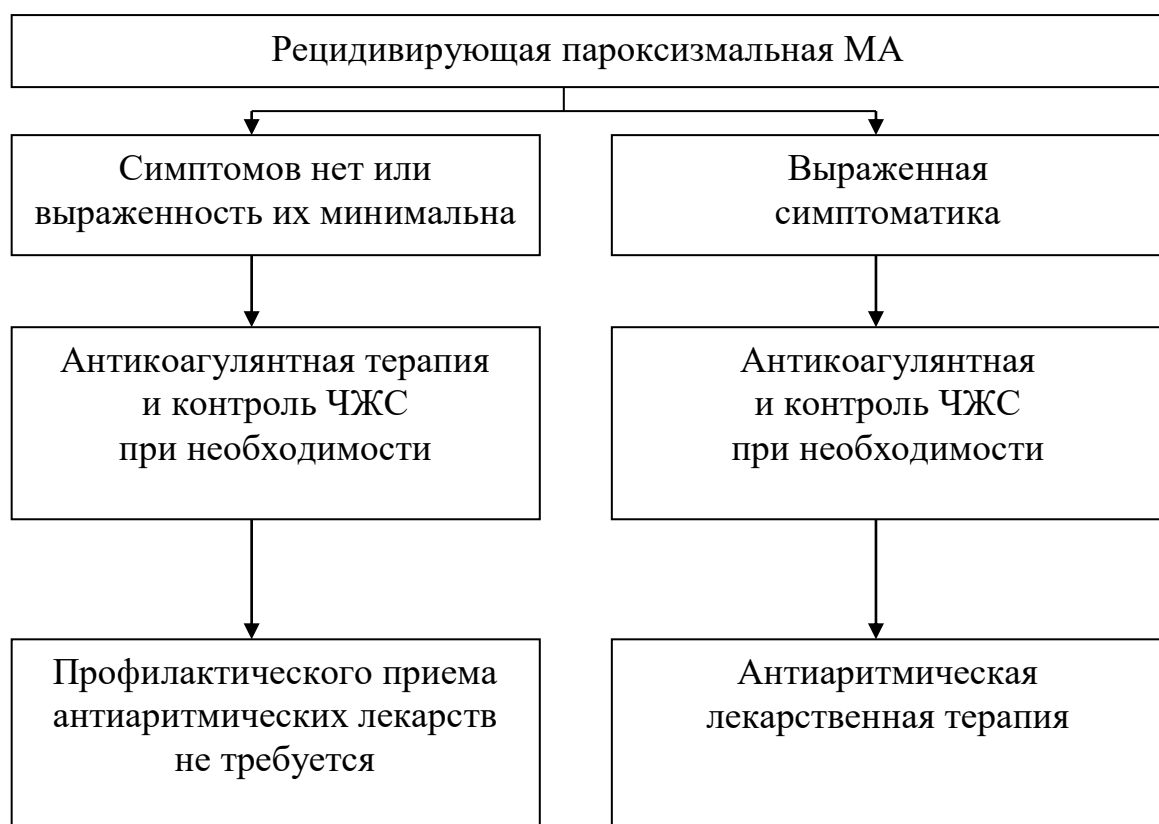 Рецидивирующая пароксизмальная МА
Симптомов нет или
выраженность их минимальна
Выраженная
симптоматика
Антикоагулянтная терапия
и контроль ЧЖС
при необходимости
Антикоагулянтная
и контроль ЧЖС
при необходимости
Профилактического приема
антиаритмических лекарств
не требуется
Антиаритмическая
лекарственная терапия